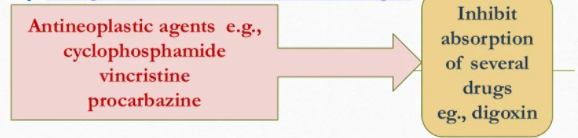 Antineoplastic agents e.g.,
cyclophosphamide
vincristine
procarbazine
Inhibit
absorption
of several
drugs
eg., digoxin